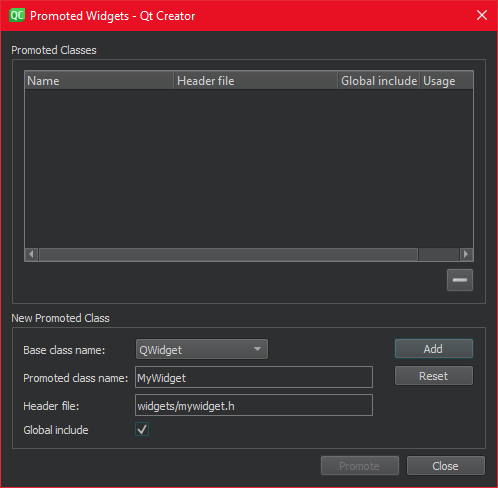 QC Promoted Widgets - Qt Creator
Promoted Classes
Name Header file Global include Usage
New Promoted Class
Base class name: QWidget Add
Promoted class name: MyWidget Reset
Header file: widgets/mywidget.h
Global include
Promote Close